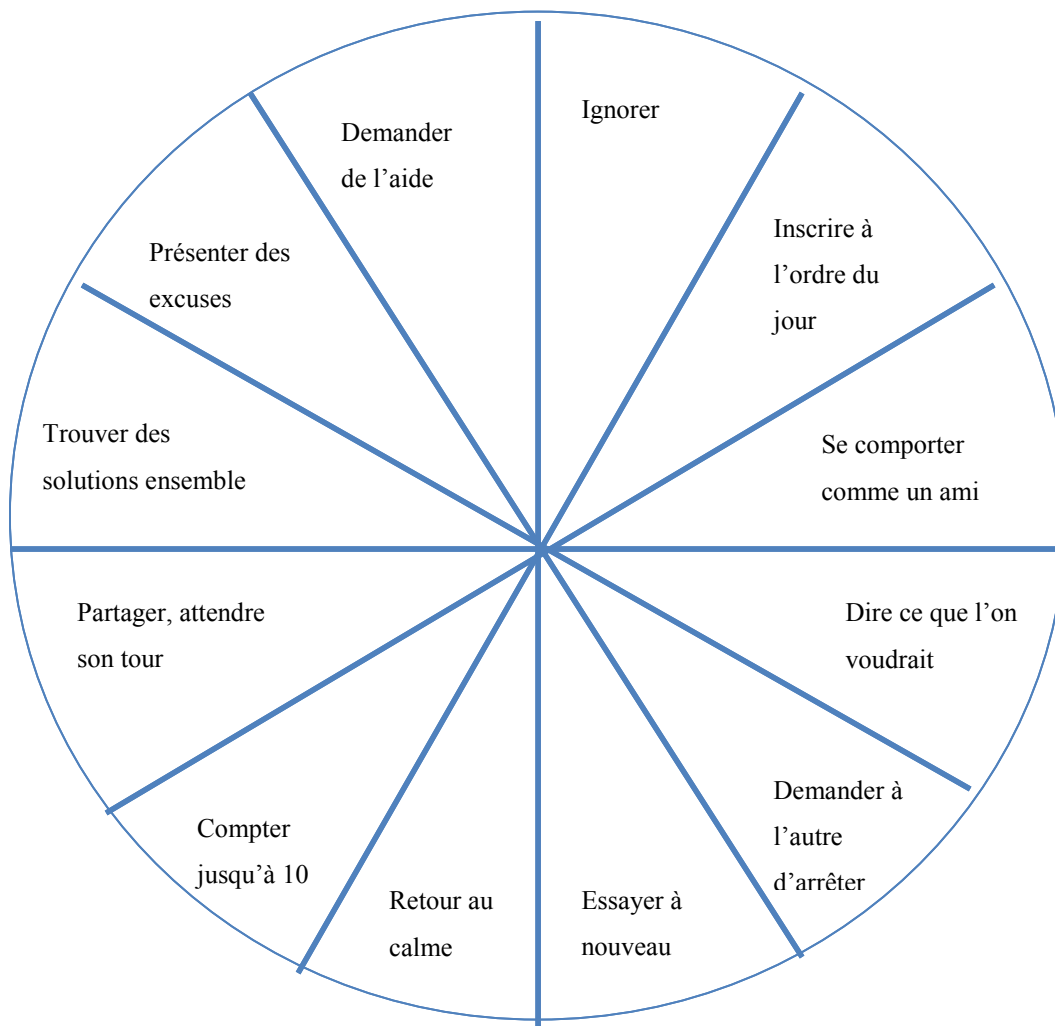 Ignorer
Inscrire à
l’ordre du
jour
Se comporter
comme un ami
Dire ce que l’on
voudrait
Demander à
l’autre
d’arrêter
Essayer à
nouveau
Retour au
calme
Compter
jusqu’à 10
Partager, attendre
son tour
Trouver des
solutions ensemble
Présenter des
excuses
Demander
de l’aide